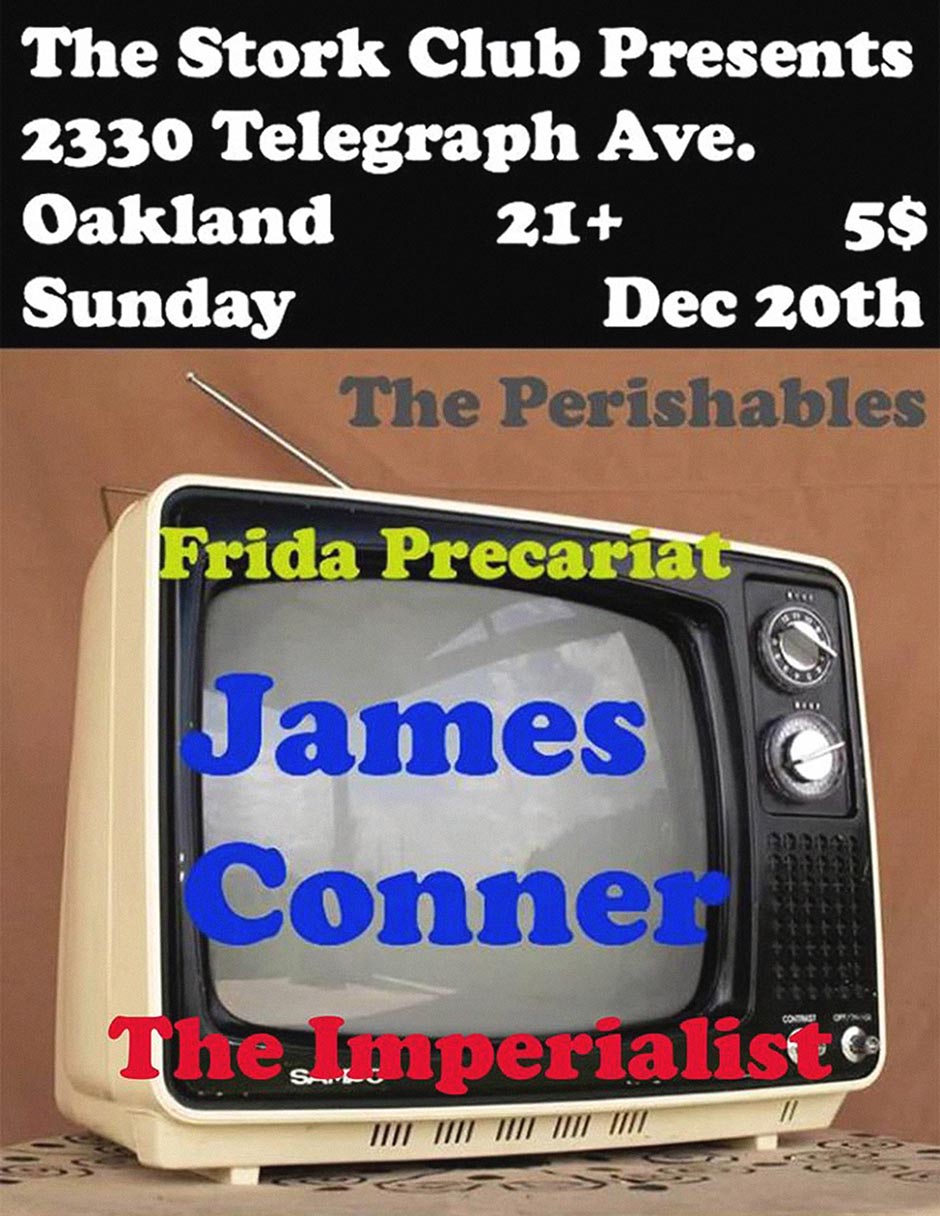 The Stork Club Presents
2330 Telegraph Ave.
Oakland 21+ 5$
Sunday Dec 20th
The Perishables
Frida Precariat
James
Conner
CONTRAST
The Imperialist